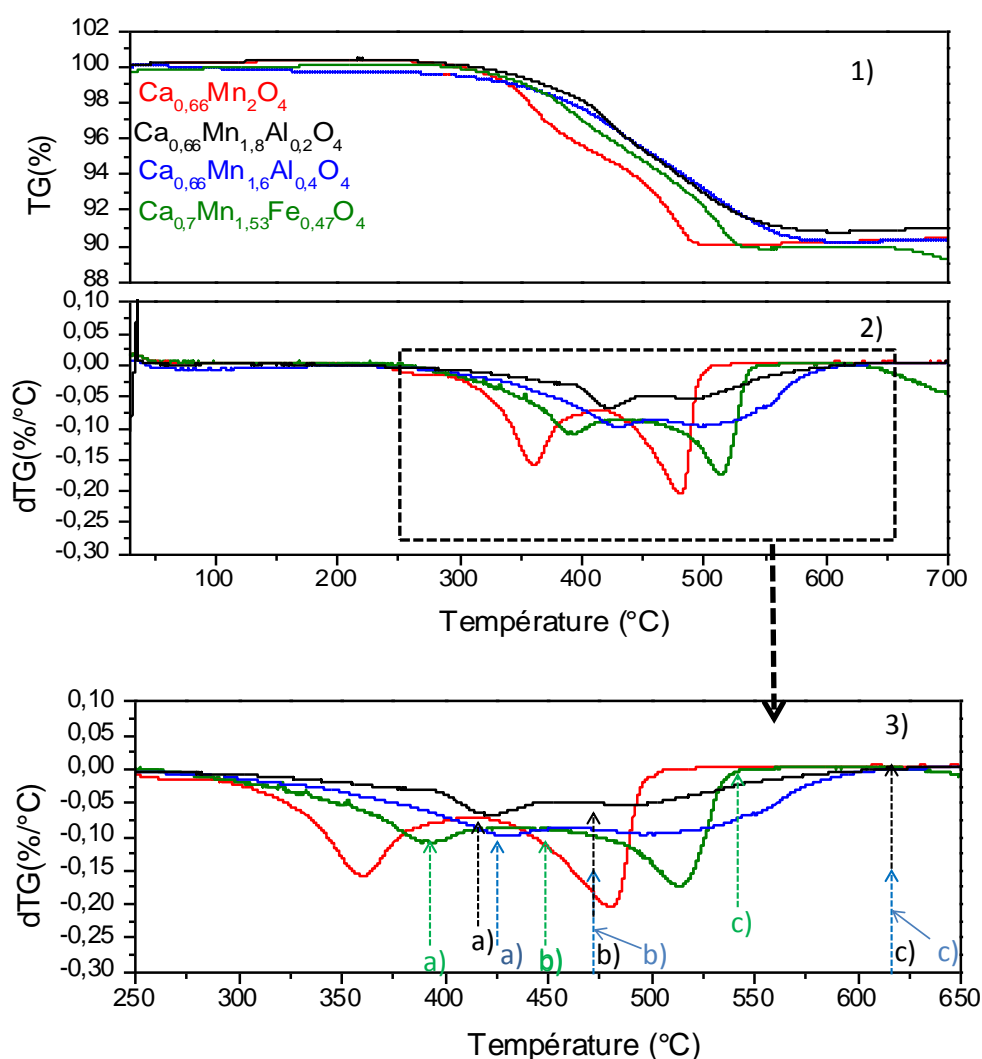 102
100
98
96
94
92
90
88
TG(%)
1)
Ca0,66Mn2O4
Ca0,66Mn1,8Al0,2O4
Ca0,66Mn1,6Al0,4O4
Ca0,7Mn1,53Fe0,47O4
0,10
0,05
0,00
-0,05
-0,10
-0,15
-0,20
-0,25
-0,30
dTG(%/°C)
2)
100 200 300 400 500 600 700
Température (°C)
0,10
0,05
0,00
-0,05
-0,10
-0,15
-0,20
-0,25
-0,30
dTG(%/°C)
3)
a) a) a) b) b) b) c) c) c)
250 300 350 400 450 500 550 600 650
Température (°C)